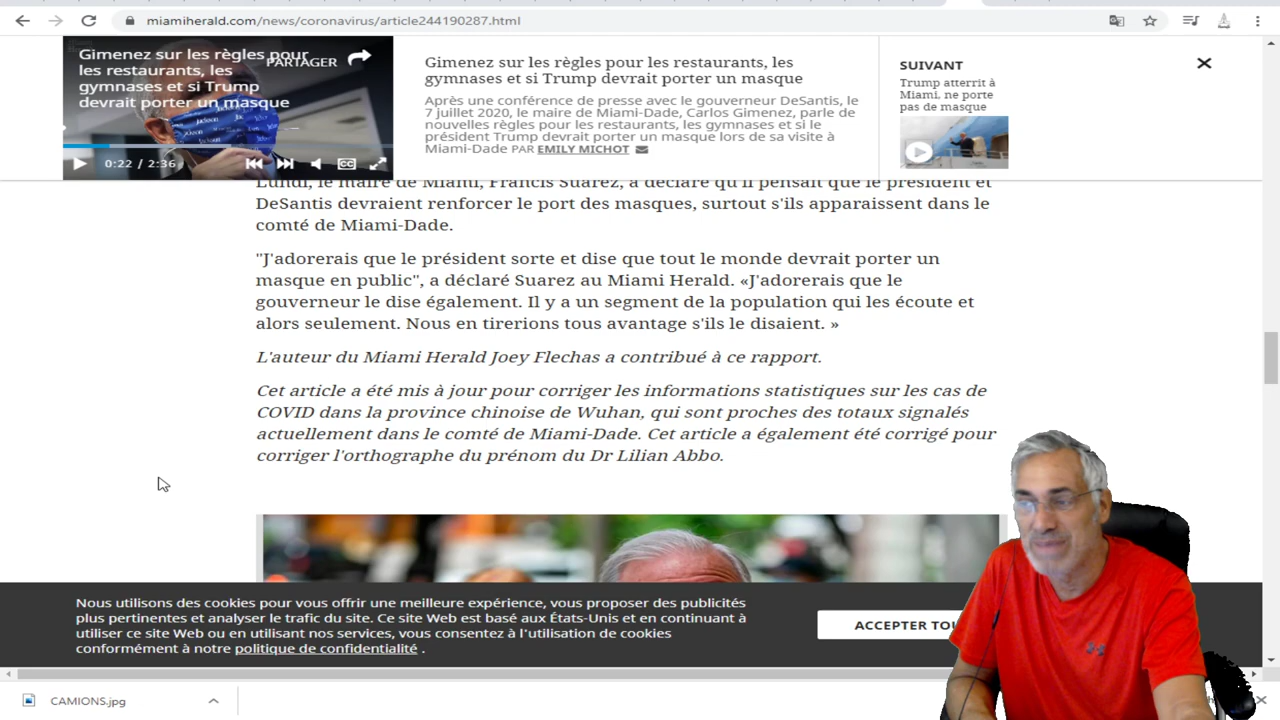 miamiherald.com/news/coronavirus/article244190287.html
Gimenez sur les règles pour
les restaurants, les
gymnases et si Trump
devrait porter un masque
PARTAGER
0:22 / 2:36
CC
Gimenez sur les règles pour les restaurants, les
gymnases et si Trump devrait porter un masque
Après une conférence de presse avec le gouverneur DeSantis, le
7 juillet 2020, le maire de Miami-Dade, Carlos Gimenez, parle de
nouvelles règles pour les restaurants, les gymnases et si le
président Trump devrait porter un masque lors de sa visite à
Miami-Dade PAR EMILY MICHOT
SUIVANT
Trump atterrit à
Miami, ne porte
pas de masque
Lundi, le maire de Miami, Francis Suarez, a déclaré qu'il pensait que le président et
DeSantis devraient renforcer le port des masques, surtout s'ils apparaissent dans le
comté de Miami-Dade.
"J'adorerais que le président sorte et dise que tout le monde devrait porter un
masque en public", a déclaré Suarez au Miami Herald. «J'adorerais que le
gouverneur le dise également. Il y a un segment de la population qui les écoute et
alors seulement. Nous en tirerions tous avantage s'ils le disaient. »
L'auteur du Miami Herald Joey Flechas a contribué à ce rapport.
Cet article a été mis à jour pour corriger les informations statistiques sur les cas de
COVID dans la province chinoise de Wuhan, qui sont proches des totaux signalés
actuellement dans le comté de Miami-Dade. Cet article a également été corrigé pour
corriger l'orthographe du prénom du Dr Lilian Abbo.
Nous utilisons des cookies pour vous offrir une meilleure expérience, vous proposer des publicités
plus pertinentes et analyser le trafic du site. Ce site Web est basé aux États-Unis et en continuant à
utiliser ce site Web ou en utilisant nos services, vous consentez à l'utilisation de cookies
conformément à notre politique de confidentialité .
ACCEPTER TOU
CAMIONS.jpg